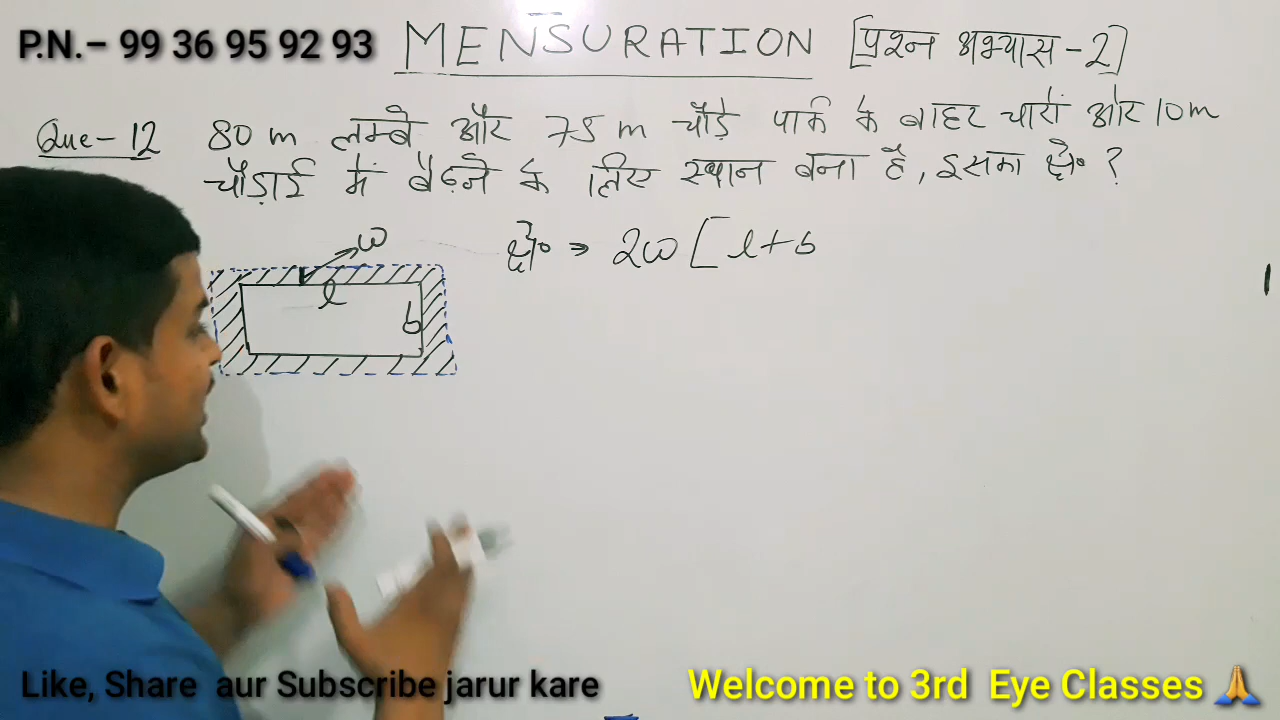 P.N.– 99 36 95 92 93
MENSURATION [प्रश्न अभ्यास-2]
Que-12 80 m लम्बे और 75 m चौड़े पार्क के बाहर चारों ओर 10m
चौड़ाई में बैठने के लिए स्थान बना है, इसका क्षे० ?
क्षे० ⇒ 2ω [ l+b
ω
l
b
Like, Share aur Subscribe jarur kare
Welcome to 3rd Eye Classes 🙏